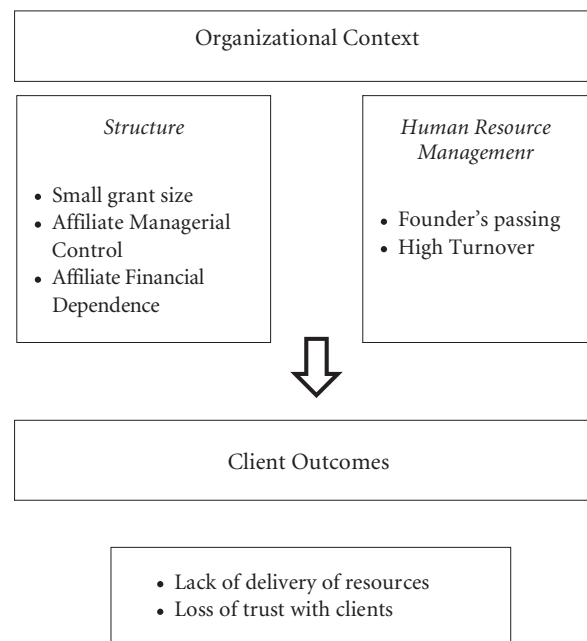 Organizational Context
Structure
• Small grant size
• Affiliate Managerial
Control
• Affiliate Financial
Dependence
Human Resource
Managemenr
• Founder’s passing
• High Turnover
Client Outcomes
• Lack of delivery of resources
• Loss of trust with clients